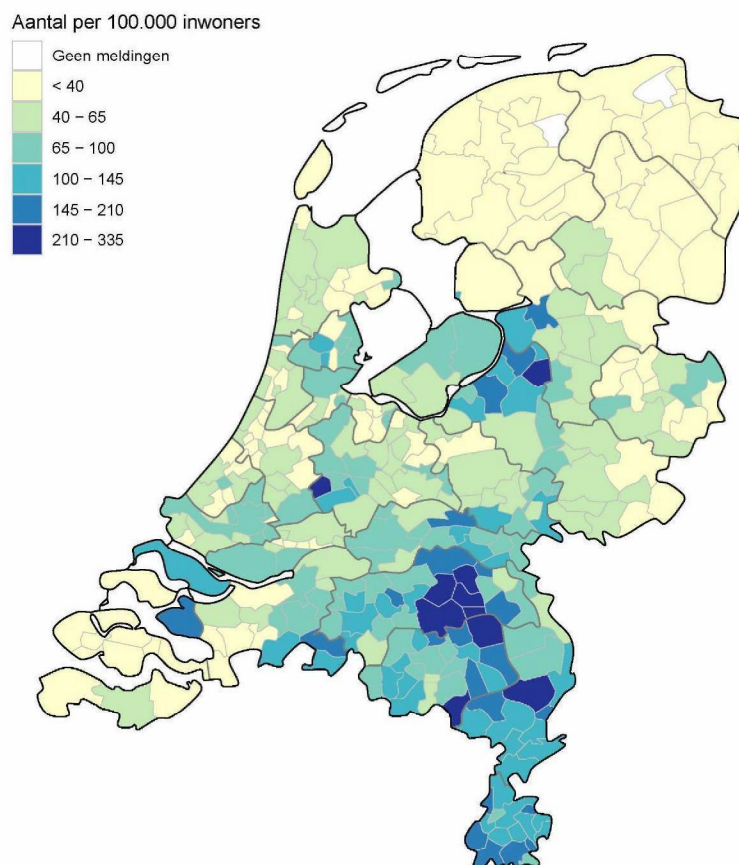 Aantal per 100.000 inwoners
Geen meldingen
< 40
40 – 65
65 – 100
100 – 145
145 – 210
210 – 335